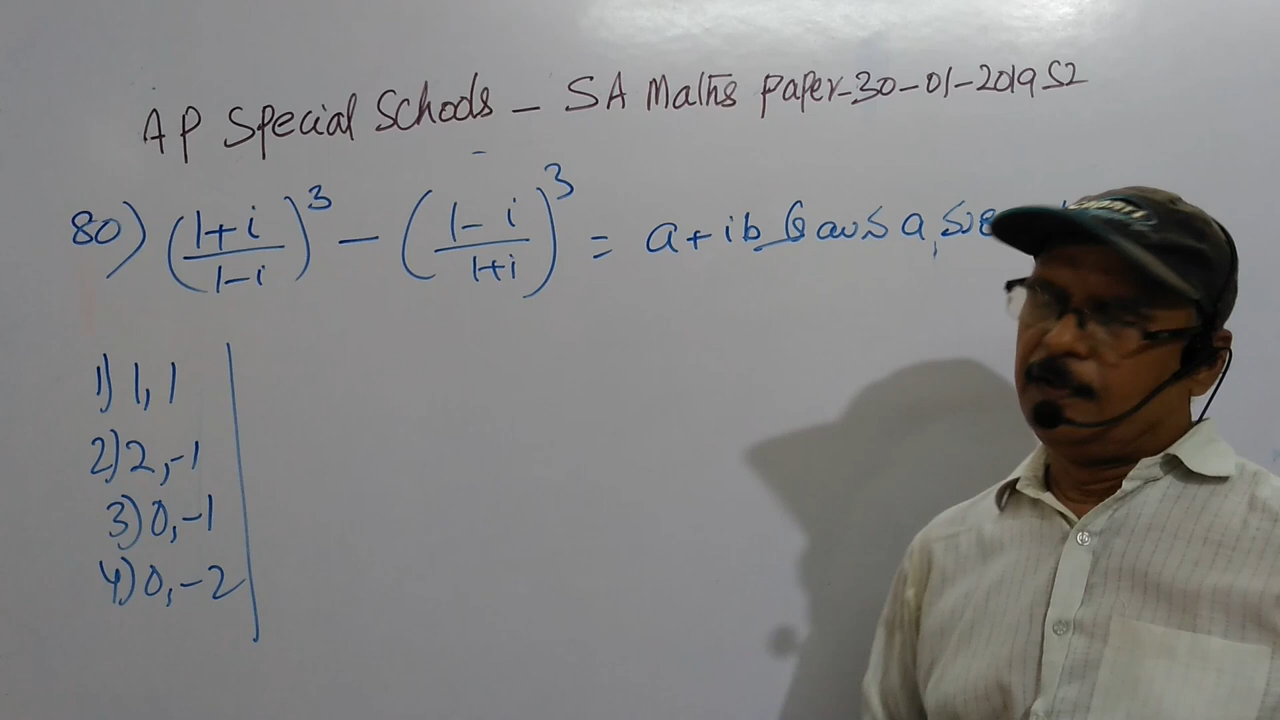 AP Special Schools - SA Maths paper-30-01-2019 S2
80) (1+i/1-i)^3 - (1-i/1+i)^3 = a+ib అయిన a,
1) 1, 1
2) 2, -1
3) 0, -1
4) 0, -2